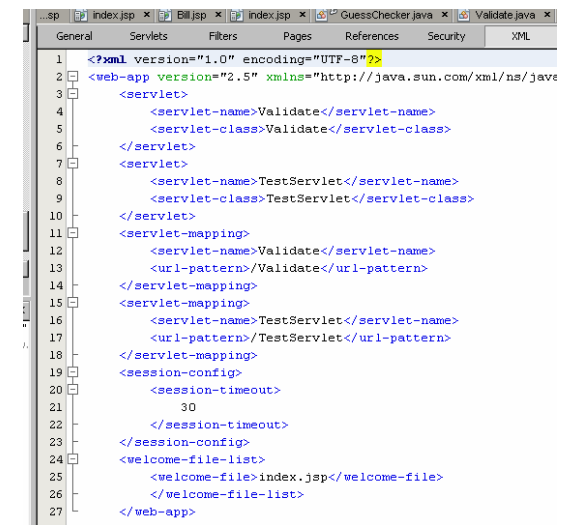 ...sp index.jsp Bill.jsp index.jsp GuessChecker.java Validate.java
General Servlets Filters Pages References Security XML
1 <?xml version="1.0" encoding="UTF-8"?>
2 <web-app version="2.5" xmlns="http://java.sun.com/xml/ns/jave
3 <servlet>
4 <servlet-name>Validate</servlet-name>
5 <servlet-class>Validate</servlet-class>
6 </servlet>
7 <servlet>
8 <servlet-name>TestServlet</servlet-name>
9 <servlet-class>TestServlet</servlet-class>
10 </servlet>
11 <servlet-mapping>
12 <servlet-name>Validate</servlet-name>
13 <url-pattern>/Validate</url-pattern>
14 </servlet-mapping>
15 <servlet-mapping>
16 <servlet-name>TestServlet</servlet-name>
17 <url-pattern>/TestServlet</url-pattern>
18 </servlet-mapping>
19 <session-config>
20 <session-timeout>
21 30
22 </session-timeout>
23 </session-config>
24 <welcome-file-list>
25 <welcome-file>index.jsp</welcome-file>
26 </welcome-file-list>
27 </web-app>